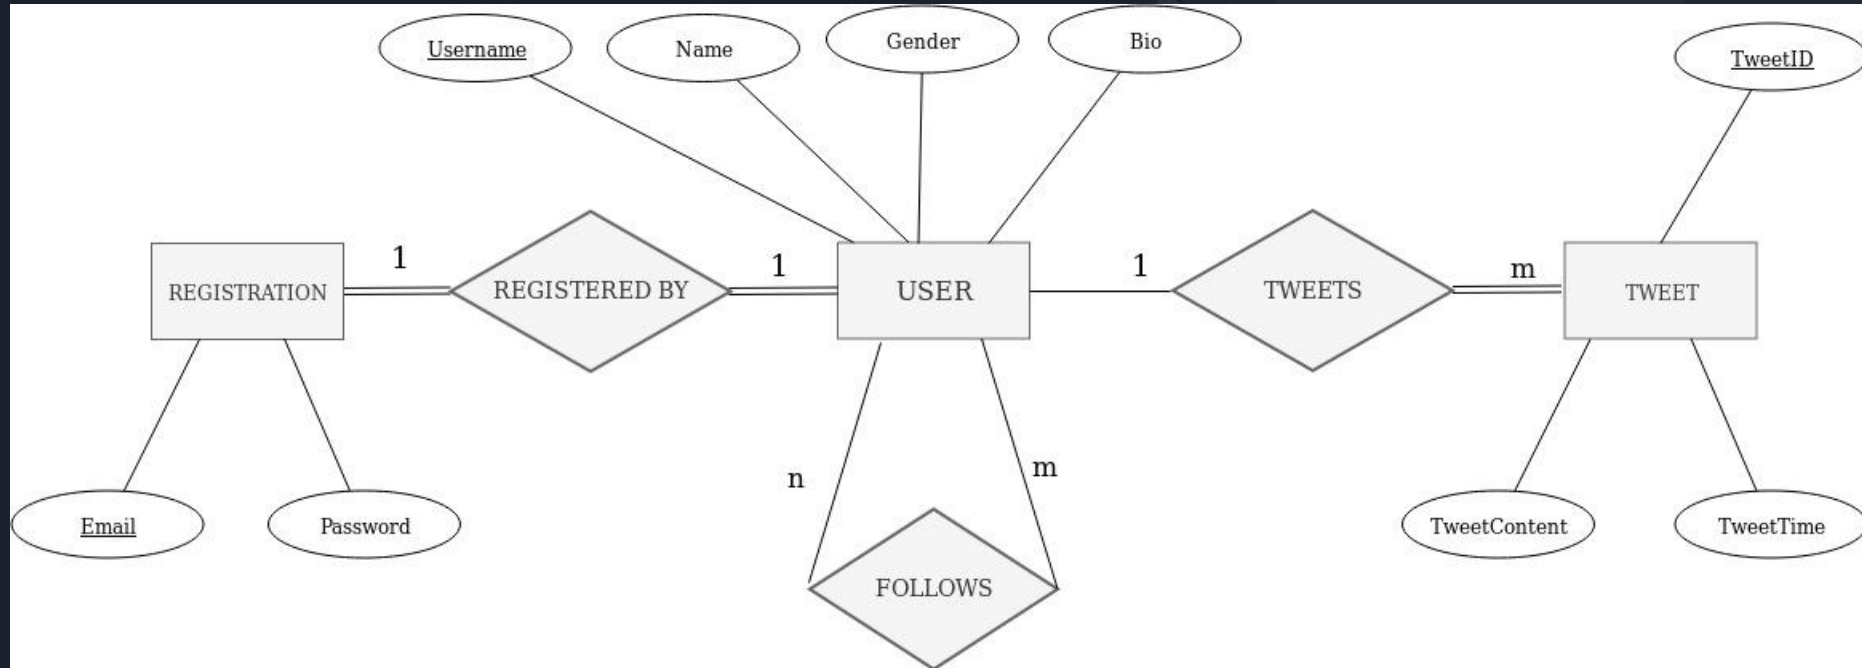 Username
Name
Gender
Bio
TweetID
REGISTRATION
1
REGISTERED BY
1
USER
1
TWEETS
m
TWEET
n
m
Email
Password
FOLLOWS
TweetContent
TweetTime